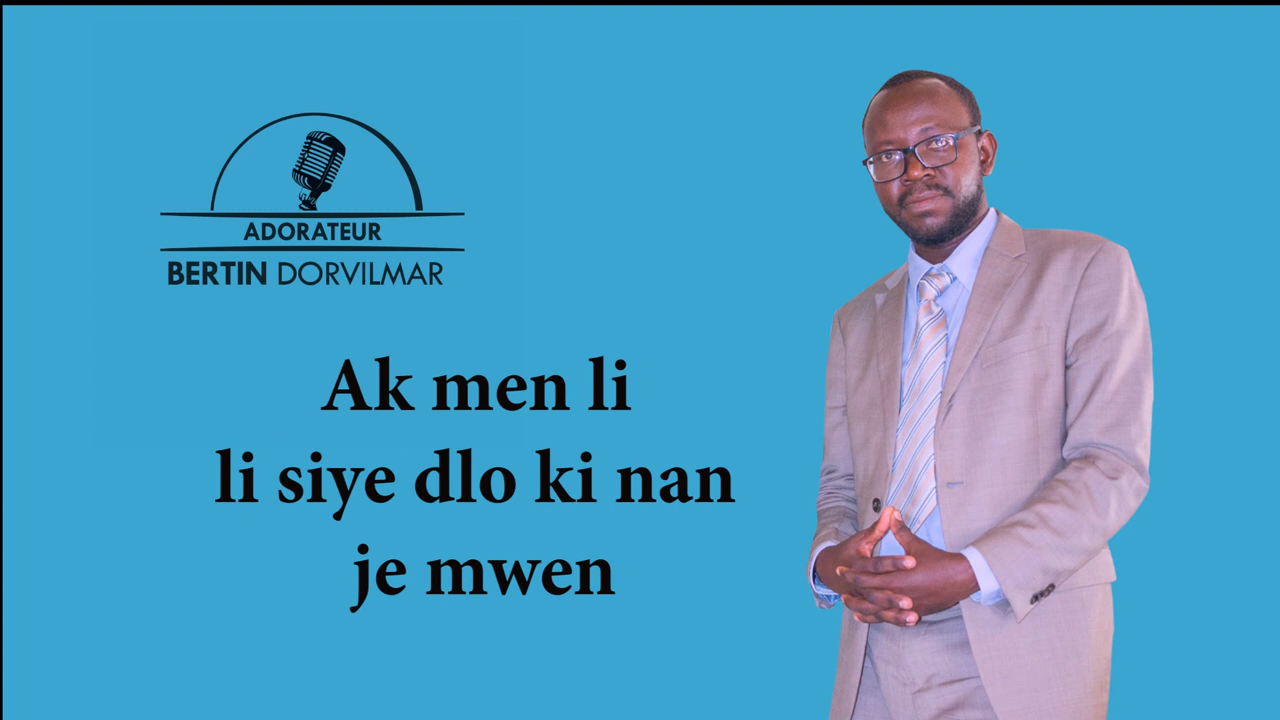 ADORATEUR
BERTIN DORVILMAR
Ak men li
li siye dlo ki nan
je mwen